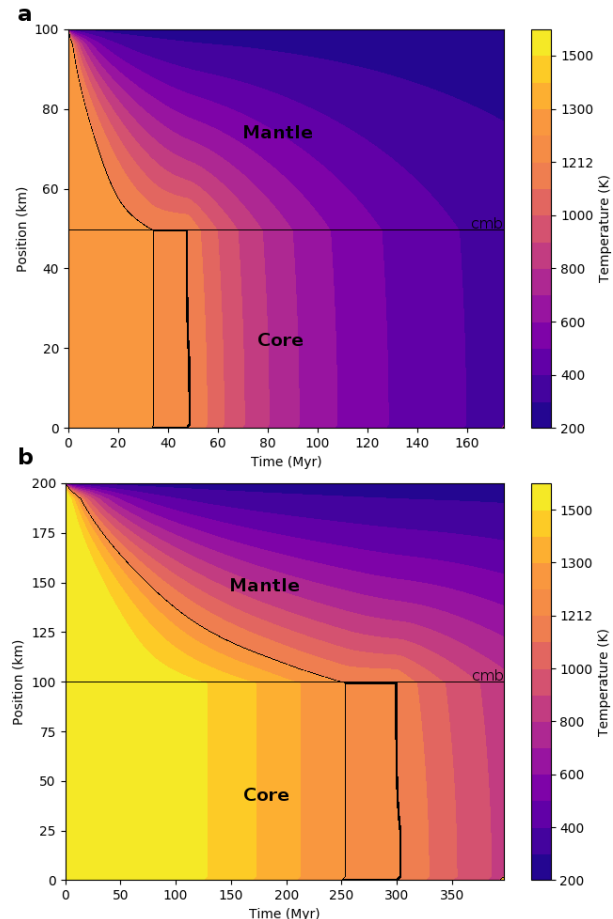 a
100
80
60
40
20
0
Position (km)
Mantle
cmb
Core
0 20 40 60 80 100 120 140 160
Time (Myr)
1500
1300
1212
1000
800
600
400
200
Temperature (K)
b
200
175
150
125
100
75
50
25
0
Position (km)
Mantle
cmb
Core
0 50 100 150 200 250 300 350
Time (Myr)
1500
1300
1212
1000
800
600
400
200
Temperature (K)